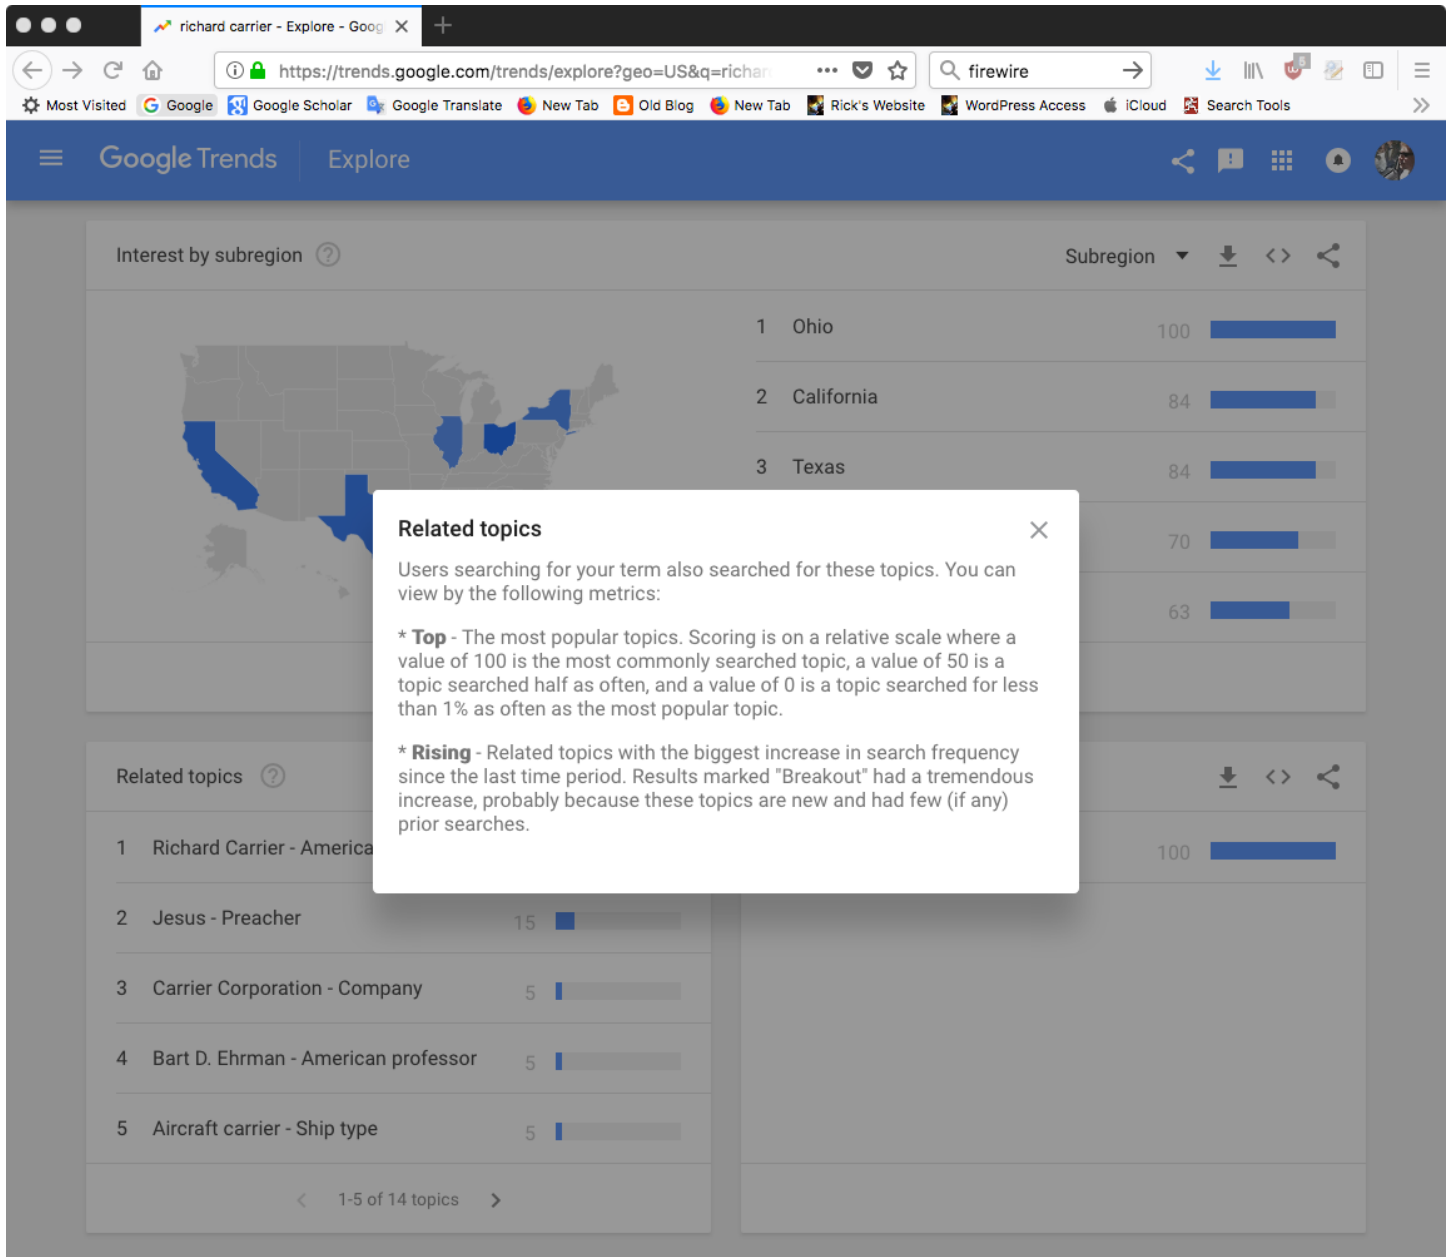 richard carrier - Explore - Goog
https://trends.google.com/trends/explore?geo=US&q=richar
firewire
5
Most Visited
Google
Google Scholar
Google Translate
New Tab
Old Blog
New Tab
Rick's Website
WordPress Access
iCloud
Search Tools
Google Trends
Explore
Interest by subregion
Subregion
1 Ohio 100
2 California 84
3 Texas 84
70
63
Related topics
Users searching for your term also searched for these topics. You can
view by the following metrics:
* Top - The most popular topics. Scoring is on a relative scale where a
value of 100 is the most commonly searched topic, a value of 50 is a
topic searched half as often, and a value of 0 is a topic searched for less
than 1% as often as the most popular topic.
* Rising - Related topics with the biggest increase in search frequency
since the last time period. Results marked "Breakout" had a tremendous
increase, probably because these topics are new and had few (if any)
prior searches.
Related topics
1 Richard Carrier - America
100
2 Jesus - Preacher 15
3 Carrier Corporation - Company 5
4 Bart D. Ehrman - American professor 5
5 Aircraft carrier - Ship type 5
1-5 of 14 topics